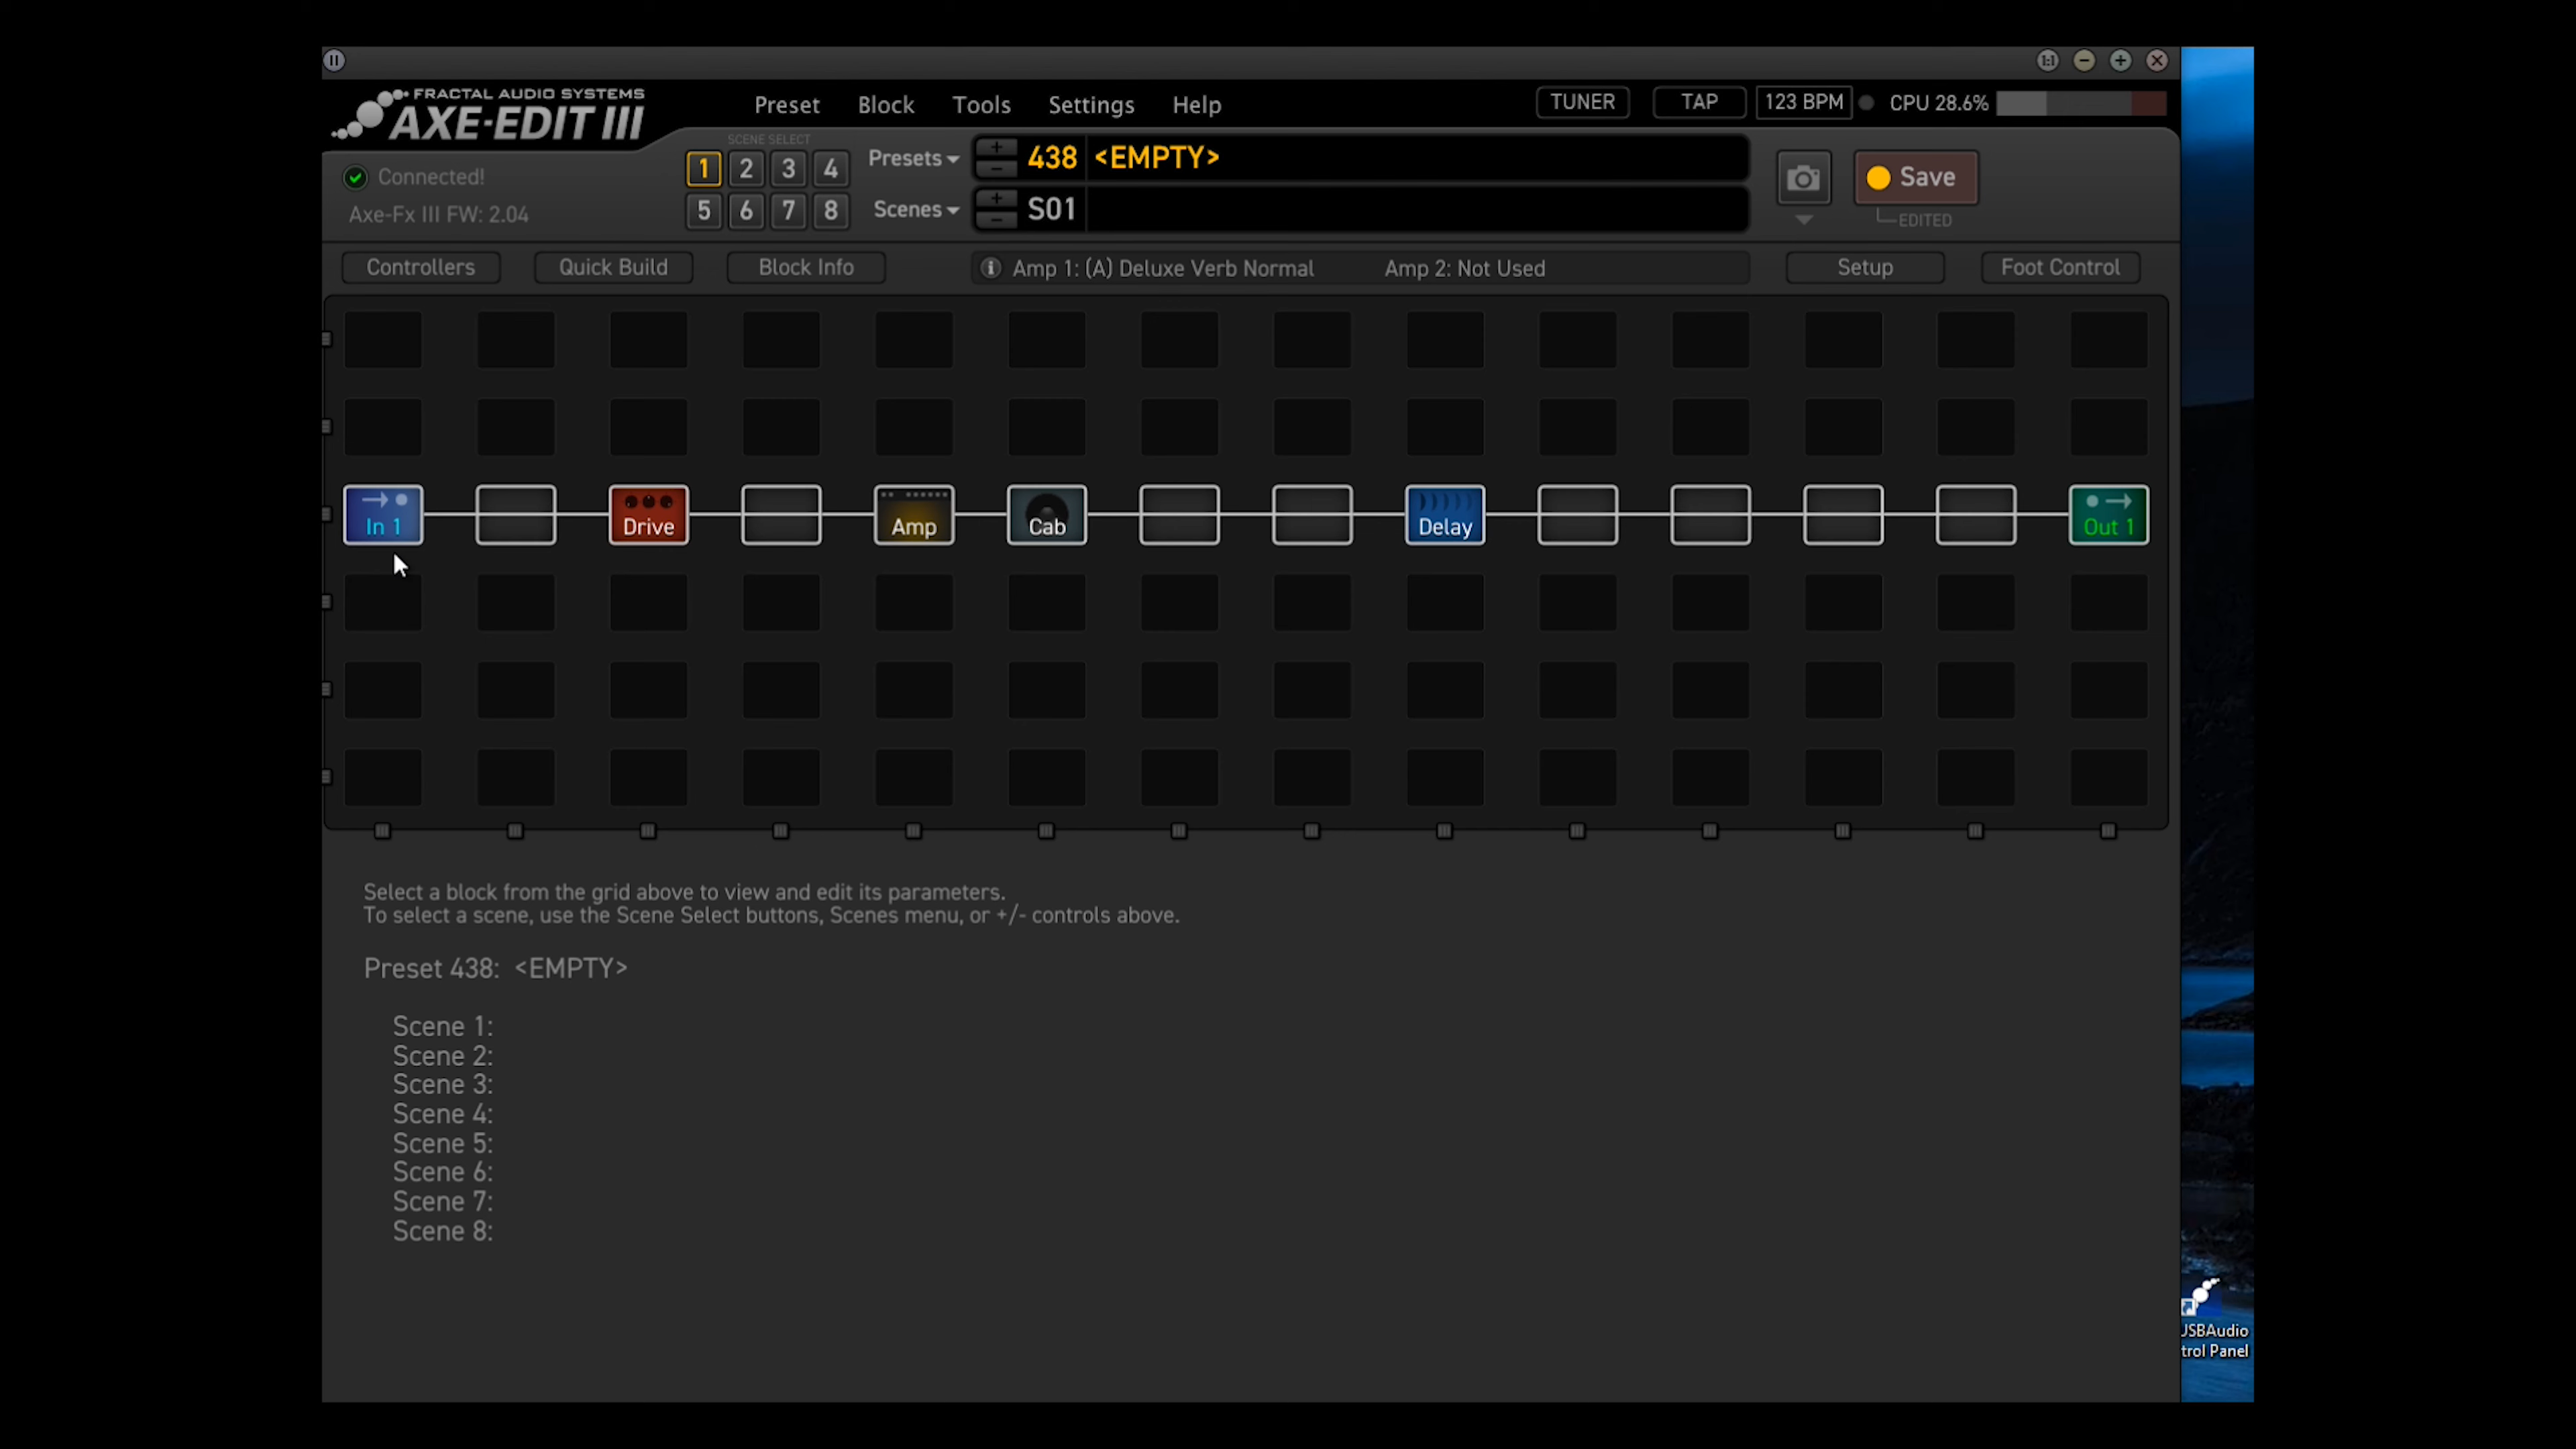 FRACTAL AUDIO SYSTEMS
AXE-EDIT III
Preset Block Tools Settings Help
TUNER TAP 123 BPM CPU 28.6%
SCENE SELECT
1 2 3 4
5 6 7 8
Presets + - 438 <EMPTY>
Scenes + - S01
Connected!
Axe-Fx III FW: 2.04
Save
EDITED
Controllers Quick Build Block Info Amp 1: (A) Deluxe Verb Normal Amp 2: Not Used Setup Foot Control
In 1 Drive Amp Cab Delay Out 1
Select a block from the grid above to view and edit its parameters.
To select a scene, use the Scene Select buttons, Scenes menu, or +/- controls above.
Preset 438: <EMPTY>
Scene 1:
Scene 2:
Scene 3:
Scene 4:
Scene 5:
Scene 6:
Scene 7:
Scene 8:
JSBAudio
trol Panel